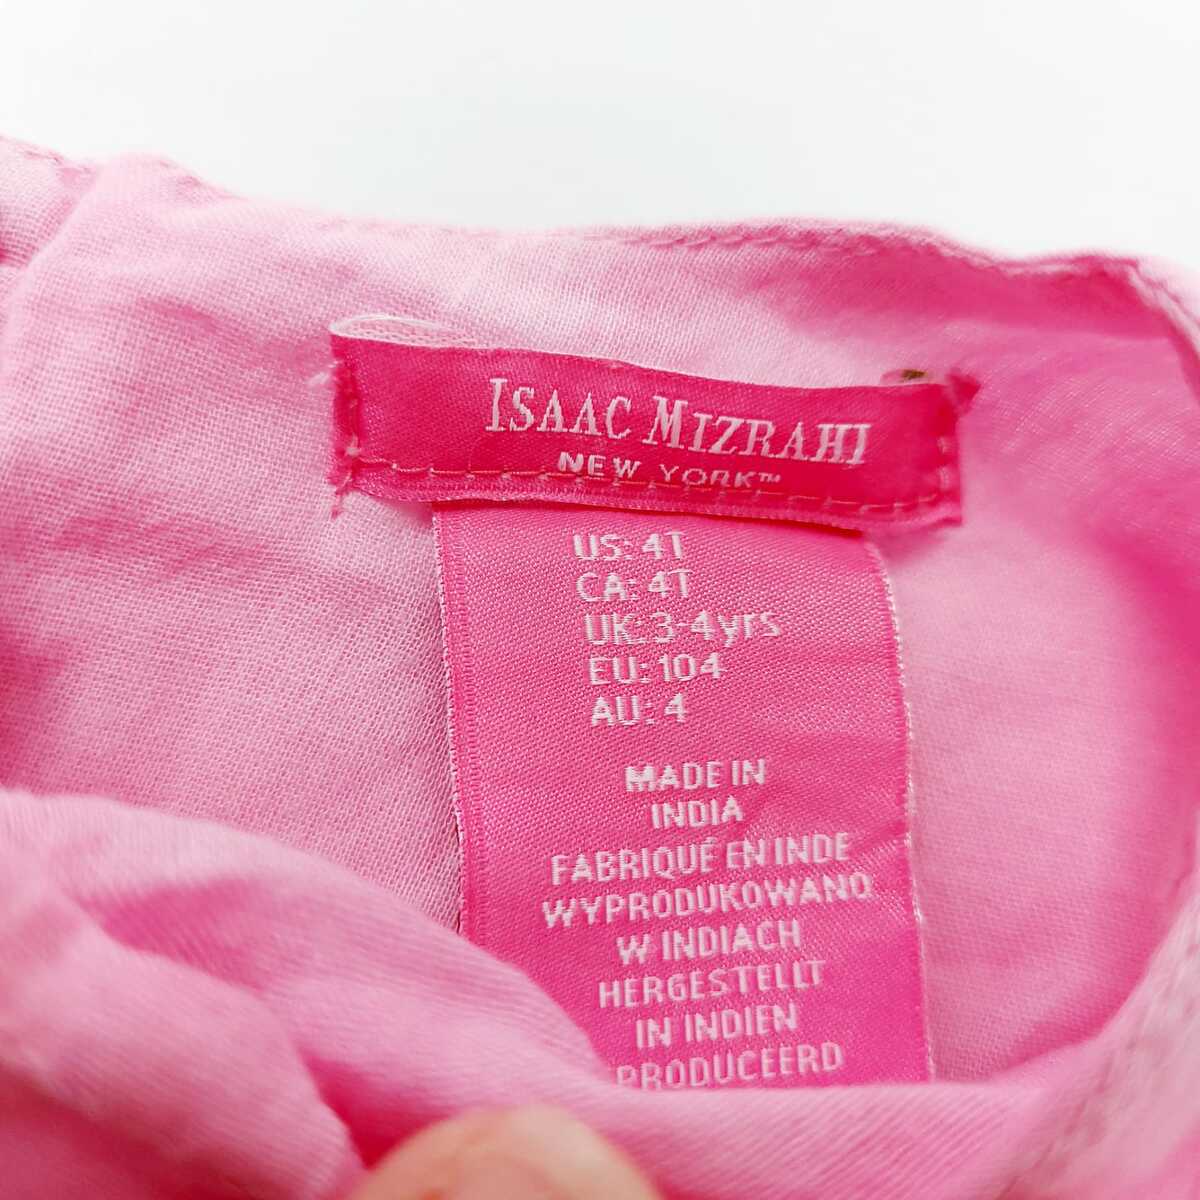 ISAAC MIZRAHI
NEW YORK™
US: 4T
CA: 4T
UK: 3-4yrs
EU: 104
AU: 4
MADE IN
INDIA
FABRIQUÉ EN INDE
WYPRODUKOWANO
W INDIACH
HERGESTELLT
IN INDIEN
PRODUCEERD